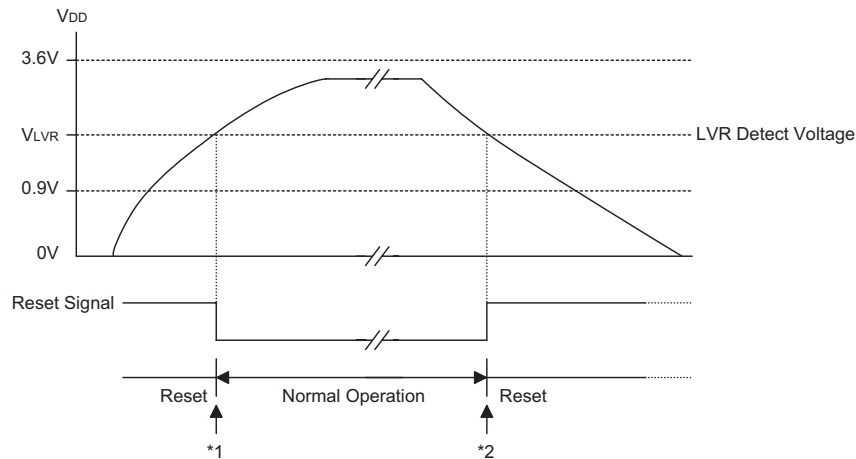 VDD
3.6V
VLVR
LVR Detect Voltage
0.9V
0V
Reset Signal
Reset
Normal Operation
Reset
*1
*2